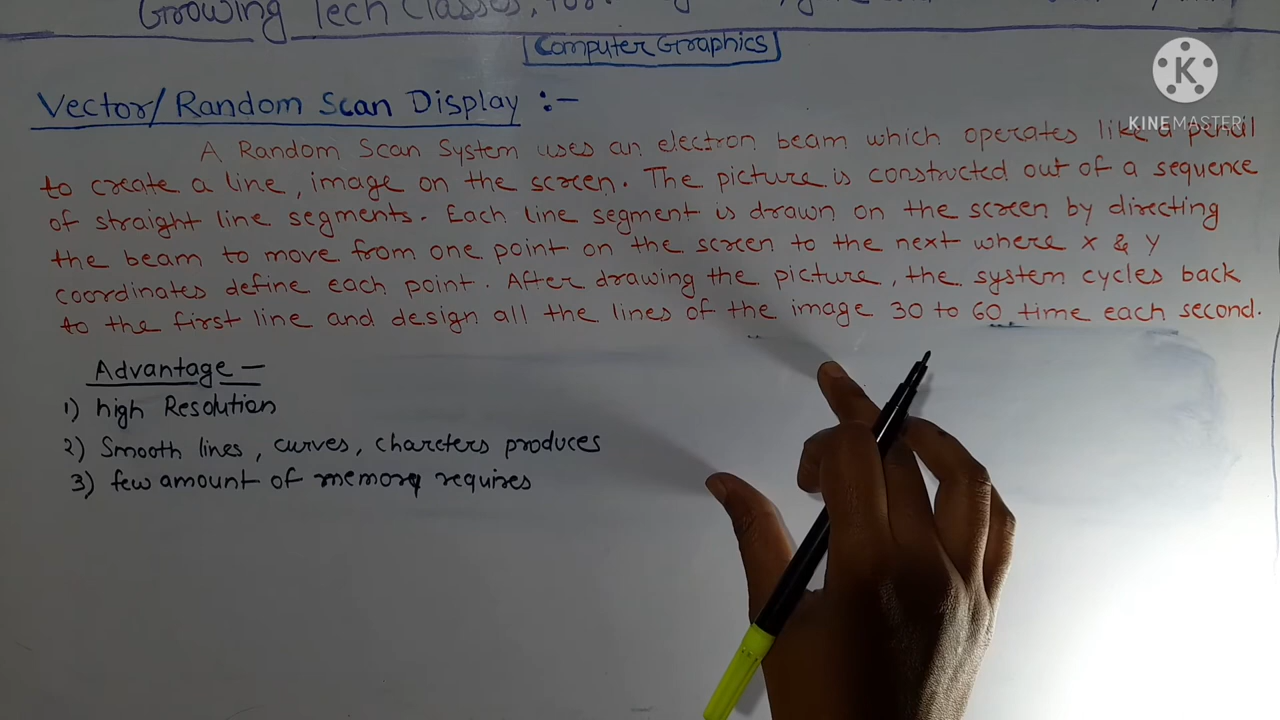 Growing Tech Classes, for
Computer Graphics
K
KINEMASTER
Vector/Random Scan Display :-
A Random Scan System uses an electron beam which operates like a pencil
to create a line, image on the screen. The picture is constructed out of a sequence
of straight line segments. Each line segment is drawn on the screen by directing
the beam to move from one point on the screen to the next where x & y
coordinates define each point. After drawing the picture, the system cycles back
to the first line and design all the lines of the image 30 to 60 time each second.
Advantage -
1) high Resolution
2) Smooth lines, curves, charcters produces
3) few amount of memory requires